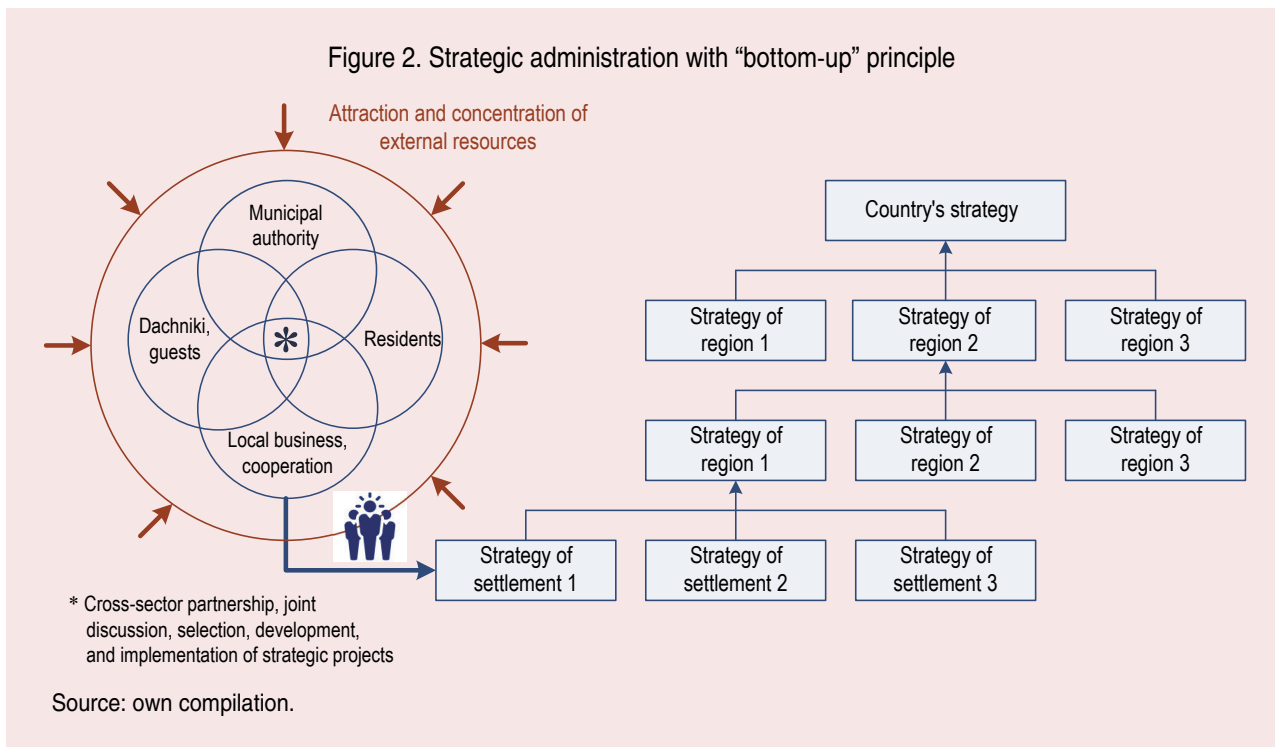 Figure 2. Strategic administration with “bottom-up” principle
Attraction and concentration of
external resources
Municipal
authority
Dachniki,
guests
*
Residents
Local business,
cooperation
Country's strategy
Strategy of
region 1
Strategy of
region 2
Strategy of
region 3
Strategy of
region 1
Strategy of
region 2
Strategy of
region 3
Strategy of
settlement 1
Strategy of
settlement 2
Strategy of
settlement 3
* Cross-sector partnership, joint
discussion, selection, development,
and implementation of strategic projects
Source: own compilation.